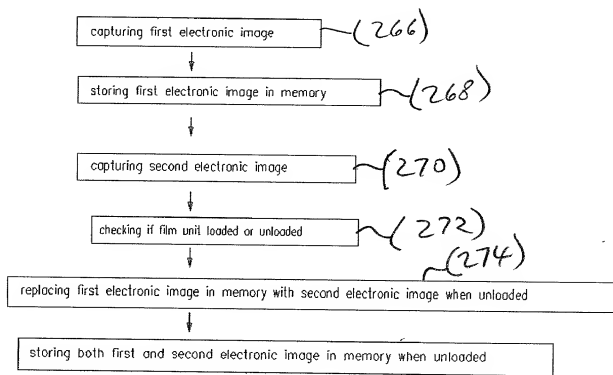 capturing first electronic image (266)
storing first electronic image in memory (268)
capturing second electronic image (270)
checking if film unit loaded or unloaded (272)
(274)
replacing first electronic image in memory with second electronic image when unloaded
storing both first and second electronic image in memory when unloaded